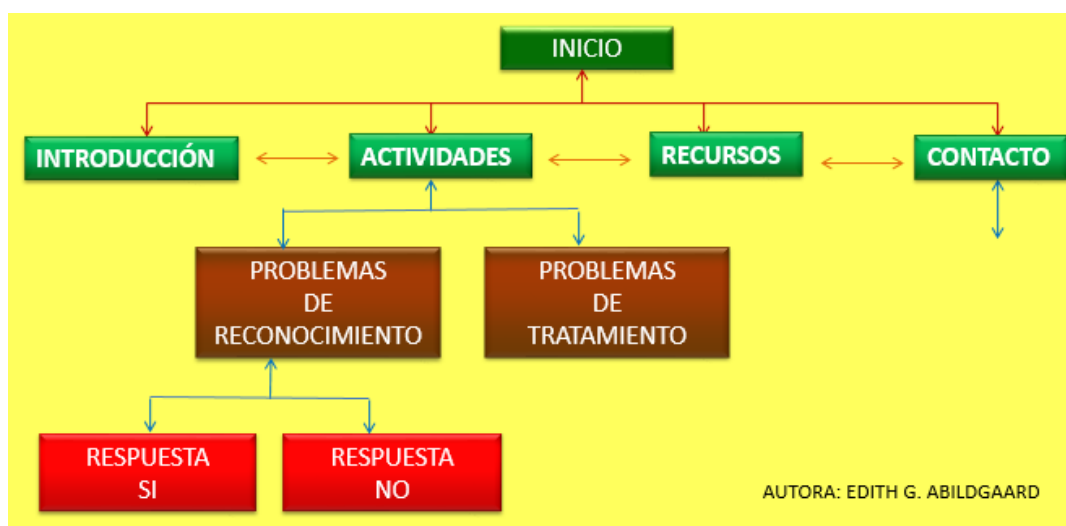 INICIO
INTRODUCCIÓN
ACTIVIDADES
RECURSOS
CONTACTO
PROBLEMAS
DE
RECONOCIMIENTO
PROBLEMAS
DE
TRATAMIENTO
RESPUESTA
SI
RESPUESTA
NO
AUTORA: EDITH G. ABILDGAARD